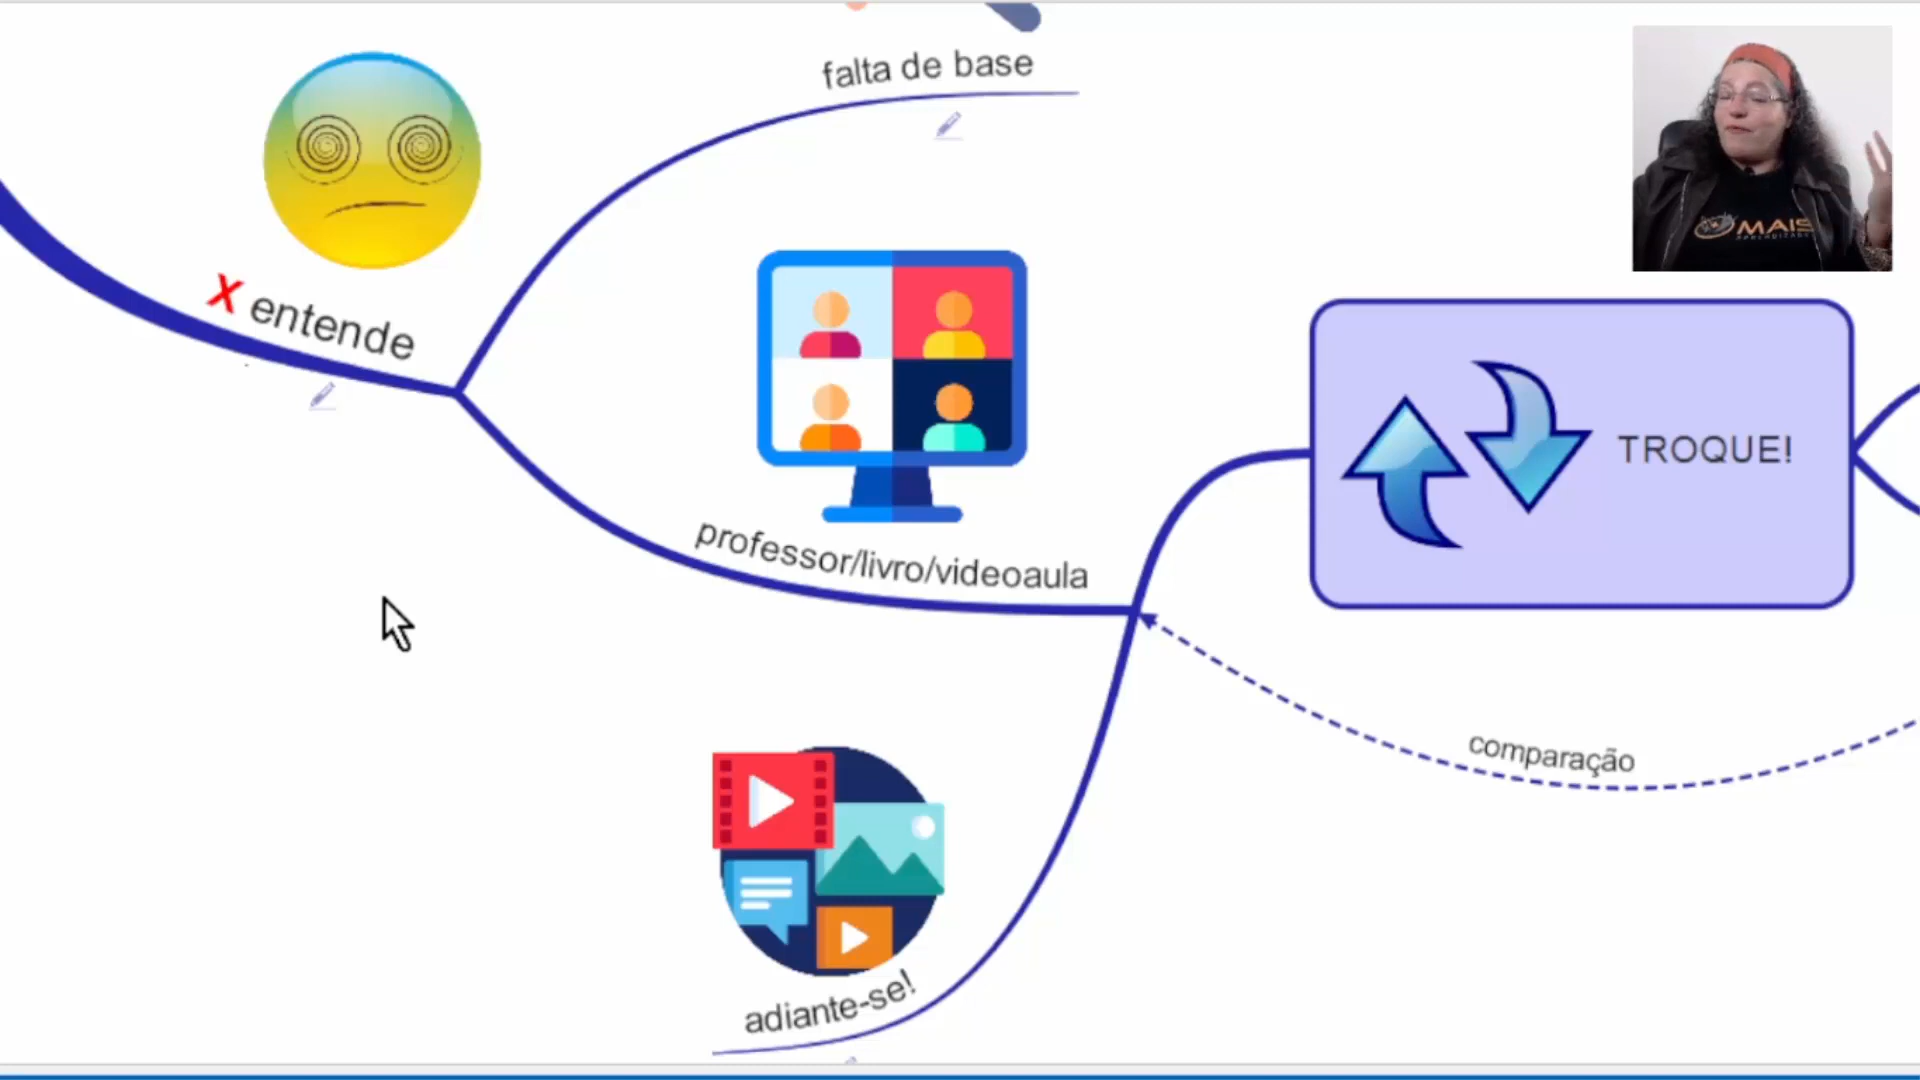 falta de base
X entende
MAIS
TROQUE!
professor/livro/videoaula
comparação
adiante-se!